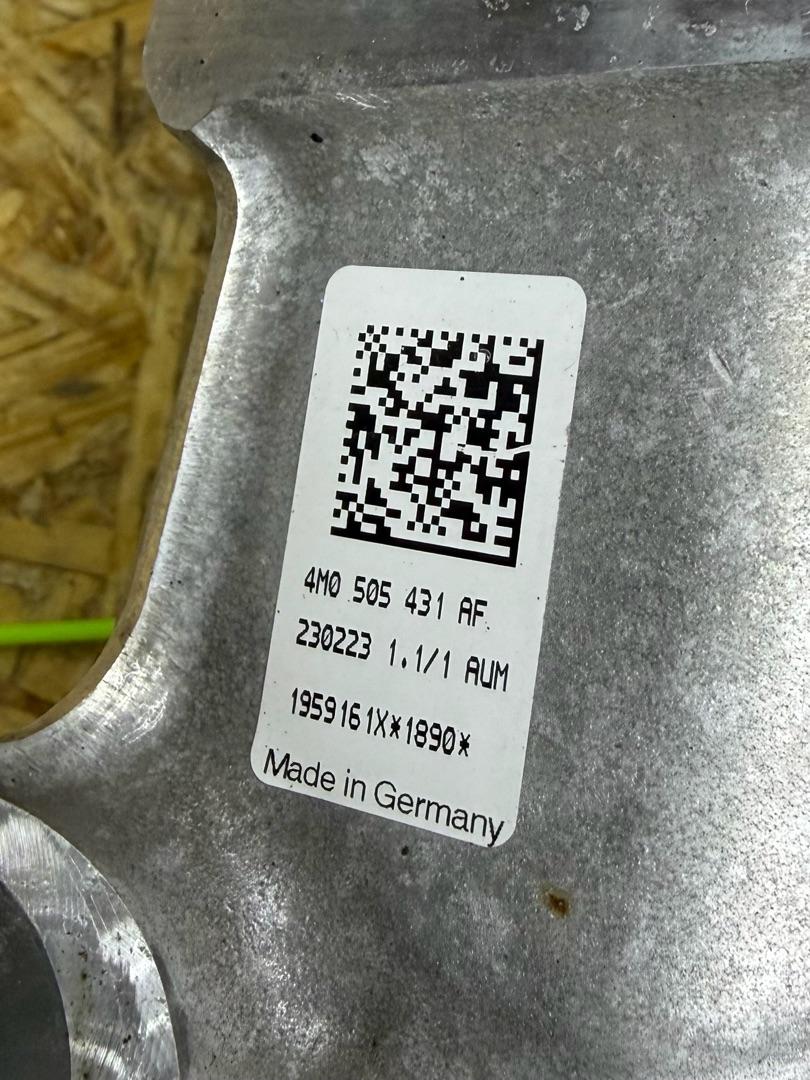 4M0 505 431 AF
230223 1.1/1 AUM
1959161X*1890*
Made in Germany